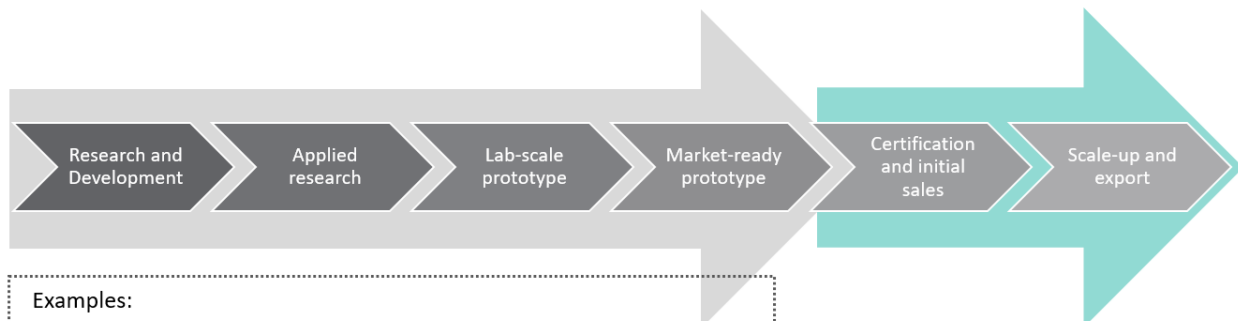 Research and
Development
Applied
research
Lab-scale
prototype
Market-ready
prototype
Certification
and initial
sales
Scale-up and
export
Examples: